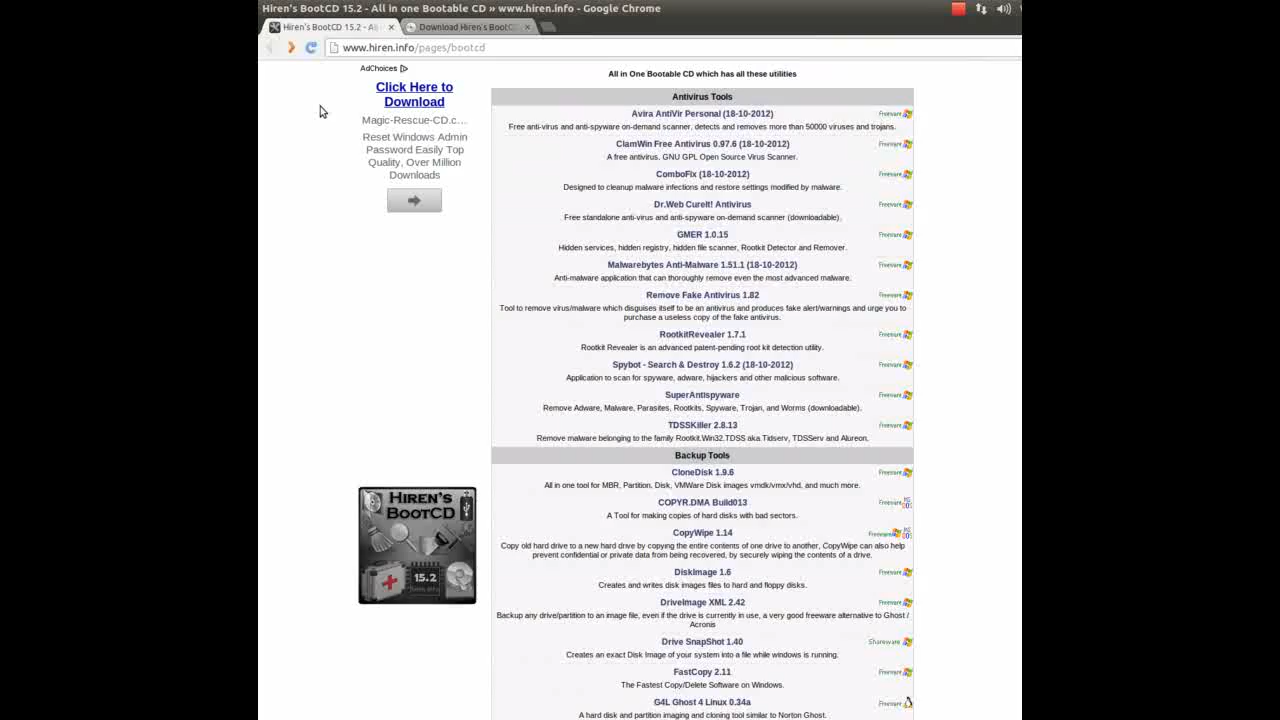 Hiren's BootCD 15.2 - All in one Bootable CD » www.hiren.info - Google Chrome
Hiren's BootCD 15.2 - All
Download Hiren's BootCD
www.hiren.info/pages/bootcd
AdChoices
Click Here to
Download
Magic-Rescue-CD.c...
Reset Windows Admin
Password Easily Top
Quality, Over Million
Downloads
HIREN'S
BOOTCD
15.2
All in One Bootable CD which has all these utilities
Antivirus Tools
Avira AntiVir Personal (18-10-2012)
Freeware
Free anti-virus and anti-spyware on-demand scanner, detects and removes more than 50000 viruses and trojans.
ClamWin Free Antivirus 0.97.6 (18-10-2012)
Freeware
A free antivirus, GNU GPL Open Source Virus Scanner.
ComboFix (18-10-2012)
Freeware
Designed to cleanup malware infections and restore settings modified by malware.
Dr.Web CureIt! Antivirus
Freeware
Free standalone anti-virus and anti-spyware on-demand scanner (downloadable).
GMER 1.0.15
Freeware
Hidden services, hidden registry, hidden file scanner, Rootkit Detector and Remover.
Malwarebytes Anti-Malware 1.51.1 (18-10-2012)
Freeware
Anti-malware application that can thoroughly remove even the most advanced malware.
Remove Fake Antivirus 1.82
Freeware
Tool to remove virus/malware which disguises itself to be an antivirus and produces fake alert/warnings and urge you to
purchase a useless copy of the fake antivirus.
RootkitRevealer 1.7.1
Freeware
Rootkit Revealer is an advanced patent-pending root kit detection utility.
Spybot - Search & Destroy 1.6.2 (18-10-2012)
Freeware
Application to scan for spyware, adware, hijackers and other malicious software.
SuperAntispyware
Freeware
Remove Adware, Malware, Parasites, Rootkits, Spyware, Trojan, and Worms (downloadable).
TDSSKiller 2.8.13
Freeware
Remove malware belonging to the family Rootkit.Win32.TDSS aka Tidserv, TDSServ and Alureon.
Backup Tools
CloneDisk 1.9.6
Freeware
All in one tool for MBR, Partition, Disk, VMWare Disk images vmdk/vmx/vhd, and much more.
COPYR.DMA Build013
Freeware MS DOS
A Tool for making copies of hard disks with bad sectors.
CopyWipe 1.14
Freeware MS DOS
Copy old hard drive to a new hard drive by copying the entire contents of one drive to another, CopyWipe can also help
prevent confidential or private data from being recovered, by securely wiping the contents of a drive.
DiskImage 1.6
Freeware
Creates and writes disk images files to hard and floppy disks.
DriveImage XML 2.42
Freeware
Backup any drive/partition to an image file, even if the drive is currently in use, a very good freeware alternative to Ghost /
Acronis
Drive SnapShot 1.40
Shareware
Creates an exact Disk Image of your system into a file while windows is running.
FastCopy 2.11
Freeware
The Fastest Copy/Delete Software on Windows.
G4L Ghost 4 Linux 0.34a
Freeware
A hard disk and partition imaging and cloning tool similar to Norton Ghost.